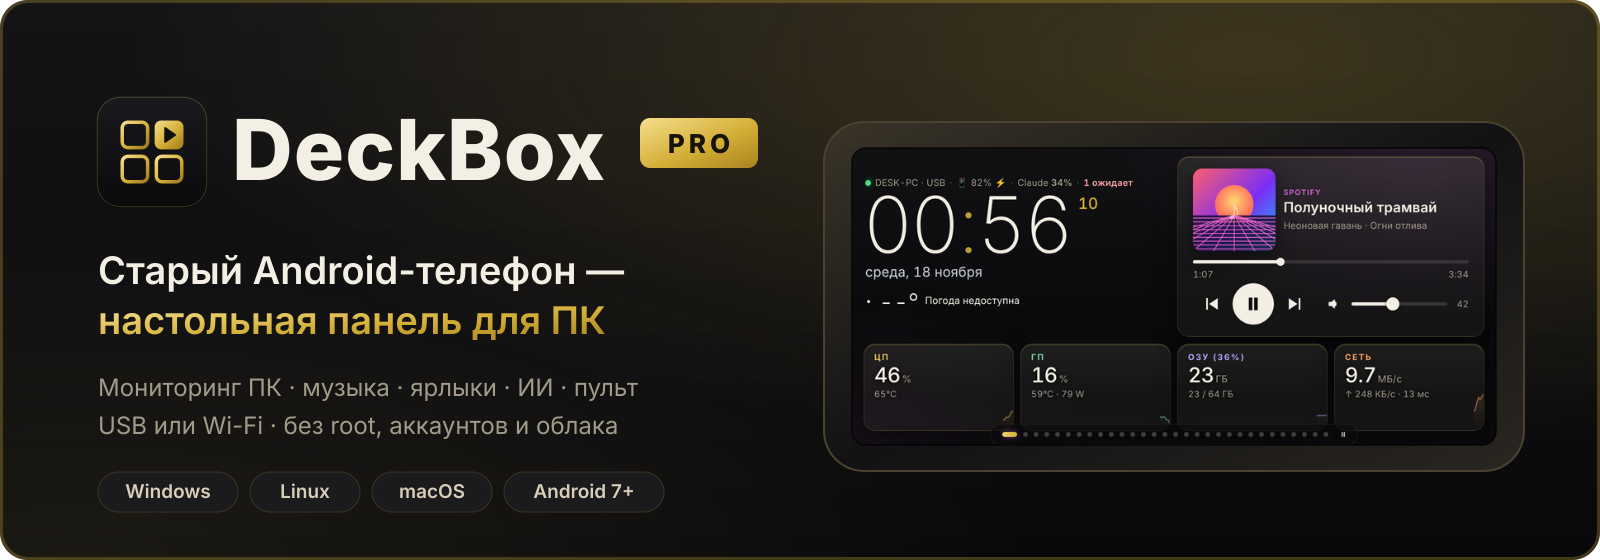 DeckBox PRO
Старый Android-телефон —
настольная панель для ПК
Мониторинг ПК · музыка · ярлыки · ИИ · пульт
USB или Wi-Fi · без root, аккаунтов и облака
Windows Linux macOS Android 7+
DESK-PC · USB · 82% ⚡ · Claude 34% · 1 ожидает
00:56 10
среда, 18 ноября
· – –° Погода недоступна
SPOTIFY
Полуночный трамвай
Неоновая гавань · Огни отлива
1:07 3:34
42
ЦП
46%
65°C
ГП
16%
59°C · 79 W
ОЗУ (36%)
23 ГБ
23 / 64 ГБ
СЕТЬ
9.7 МБ/с
↑ 248 КБ/с · 13 мс